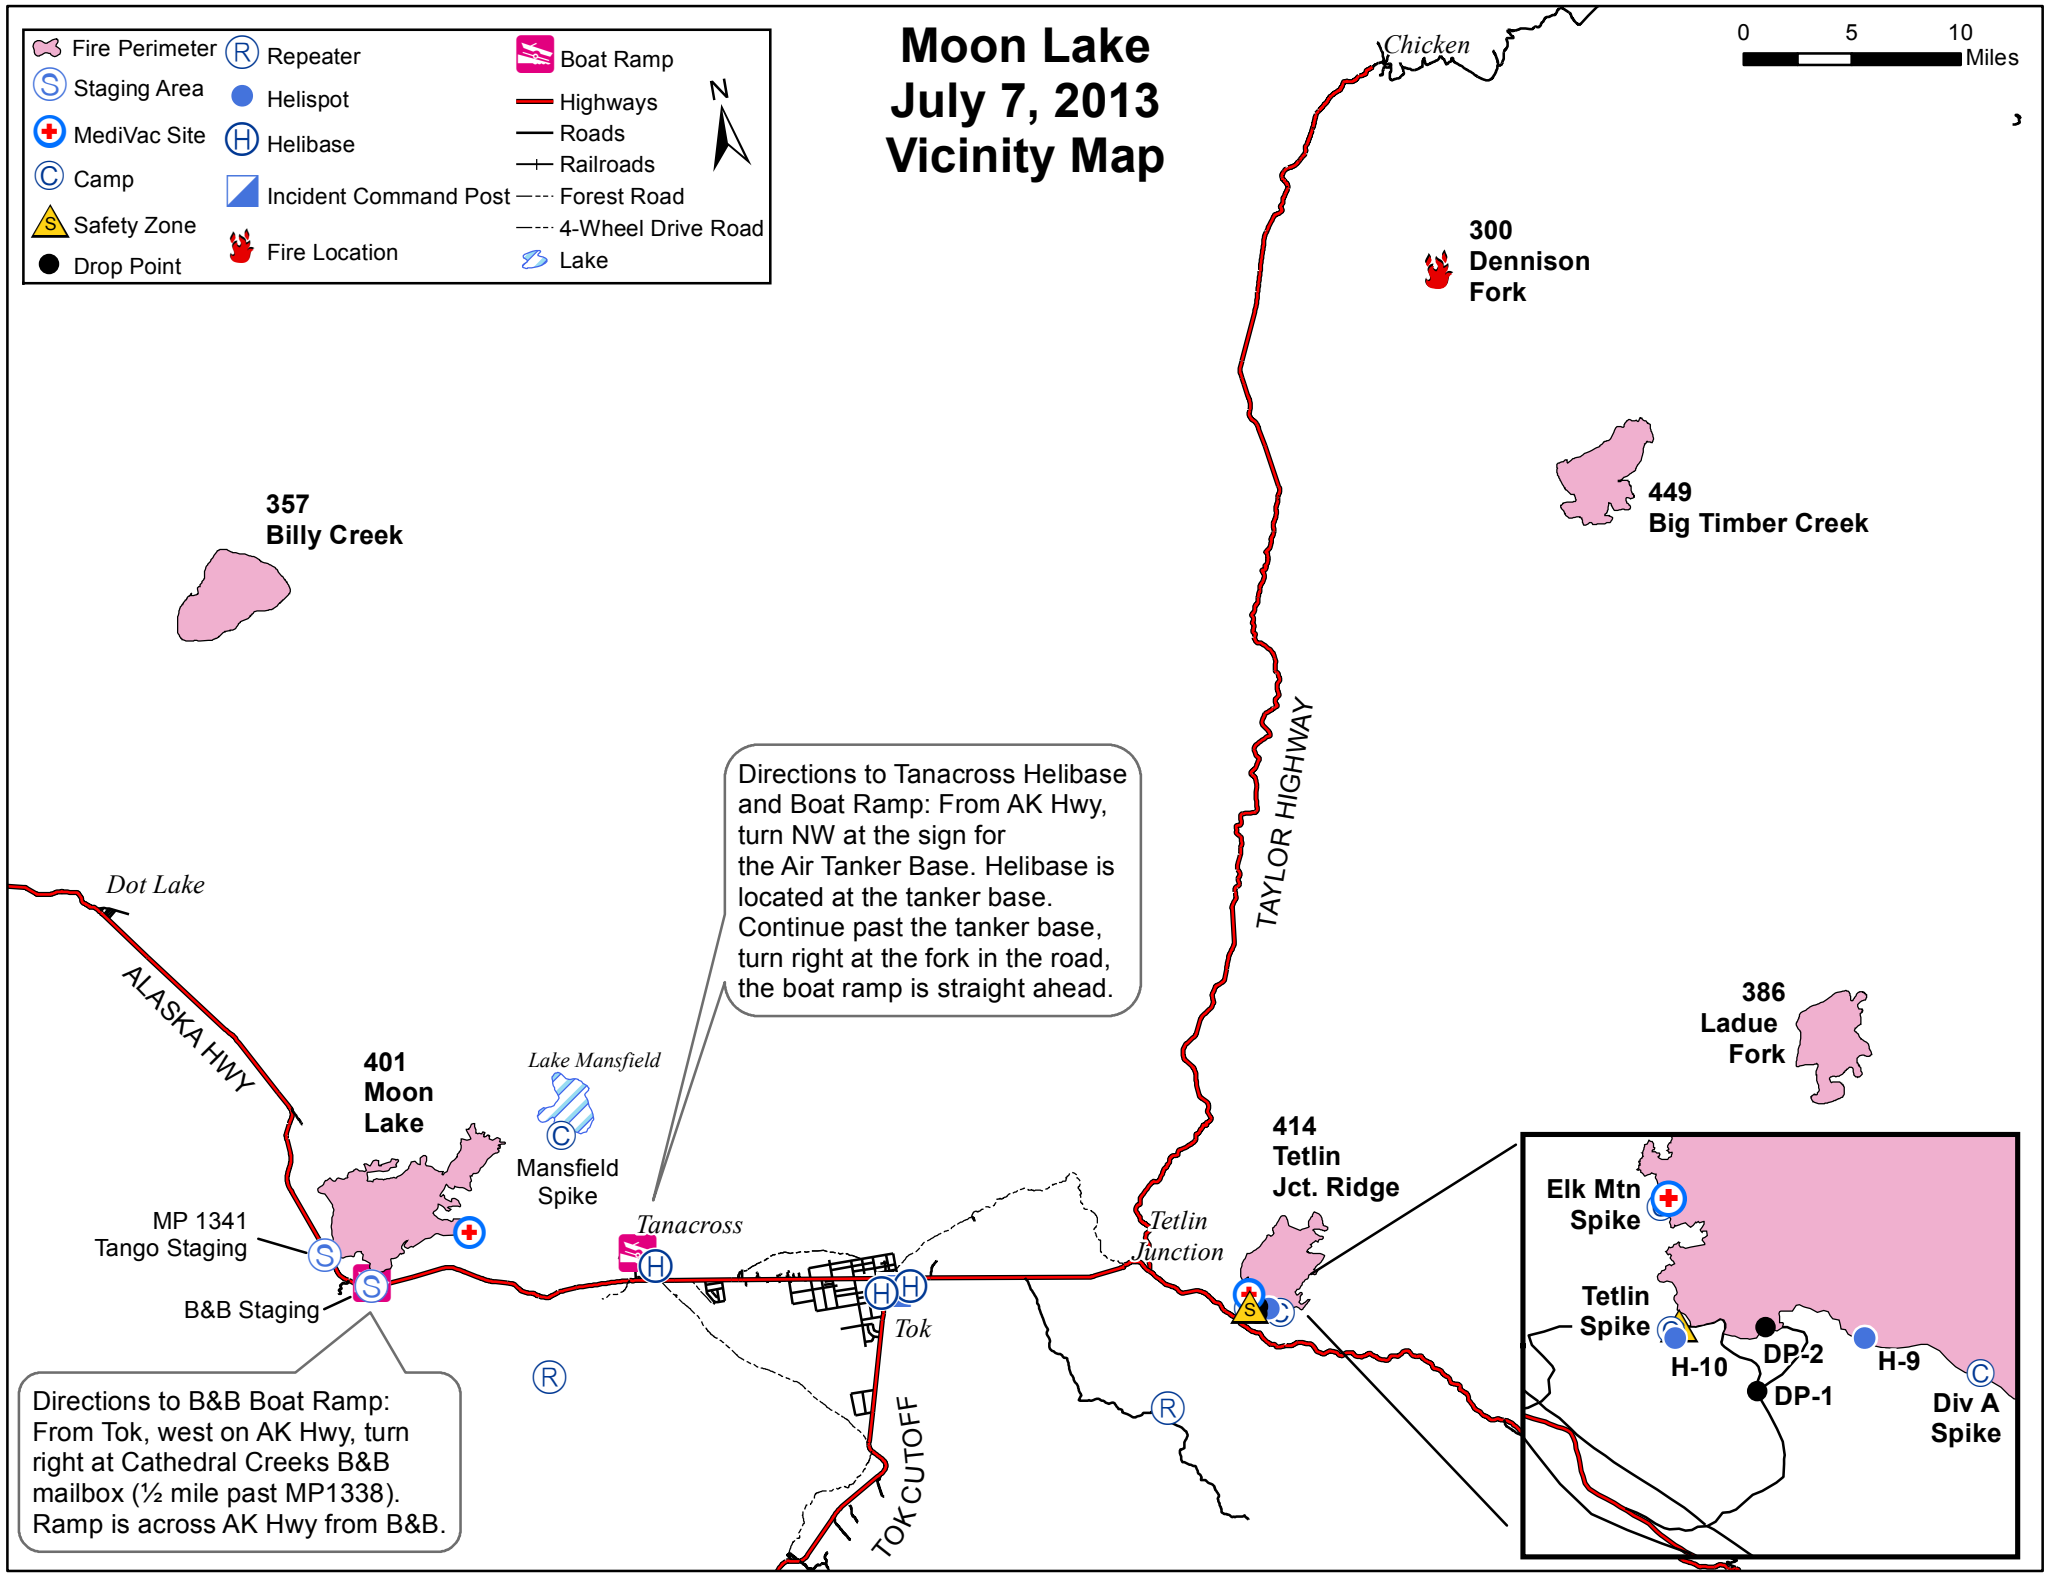 Moon Lake
July 7, 2013
Vicinity Map
Fire Perimeter
S Staging Area
MediVac Site
C Camp
S Safety Zone
Drop Point
R Repeater
Helispot
H Helibase
Incident Command Post
Fire Location
Boat Ramp
Highways
Roads
Railroads
Forest Road
4-Wheel Drive Road
Lake
N
0 5 10
Miles
Chicken
300
Dennison
Fork
449
Big Timber Creek
357
Billy Creek
TAYLOR HIGHWAY
Directions to Tanacross Helibase
and Boat Ramp: From AK Hwy,
turn NW at the sign for
the Air Tanker Base. Helibase is
located at the tanker base.
Continue past the tanker base,
turn right at the fork in the road,
the boat ramp is straight ahead.
Dot Lake
ALASKA HWY
386
Ladue
Fork
401
Moon
Lake
Lake Mansfield
C
Mansfield
Spike
414
Tetlin
Jct. Ridge
MP 1341
Tango Staging
S
B&B Staging
S
Tanacross
H
H
H
Tok
Tetlin
Junction
S
C
R
R
TOKCUTOFF
Directions to B&B Boat Ramp:
From Tok, west on AK Hwy, turn
right at Cathedral Creeks B&B
mailbox (½ mile past MP1338).
Ramp is across AK Hwy from B&B.
Elk Mtn
Spike
Tetlin
Spike
H-10
DP-2
DP-1
H-9
C
Div A
Spike